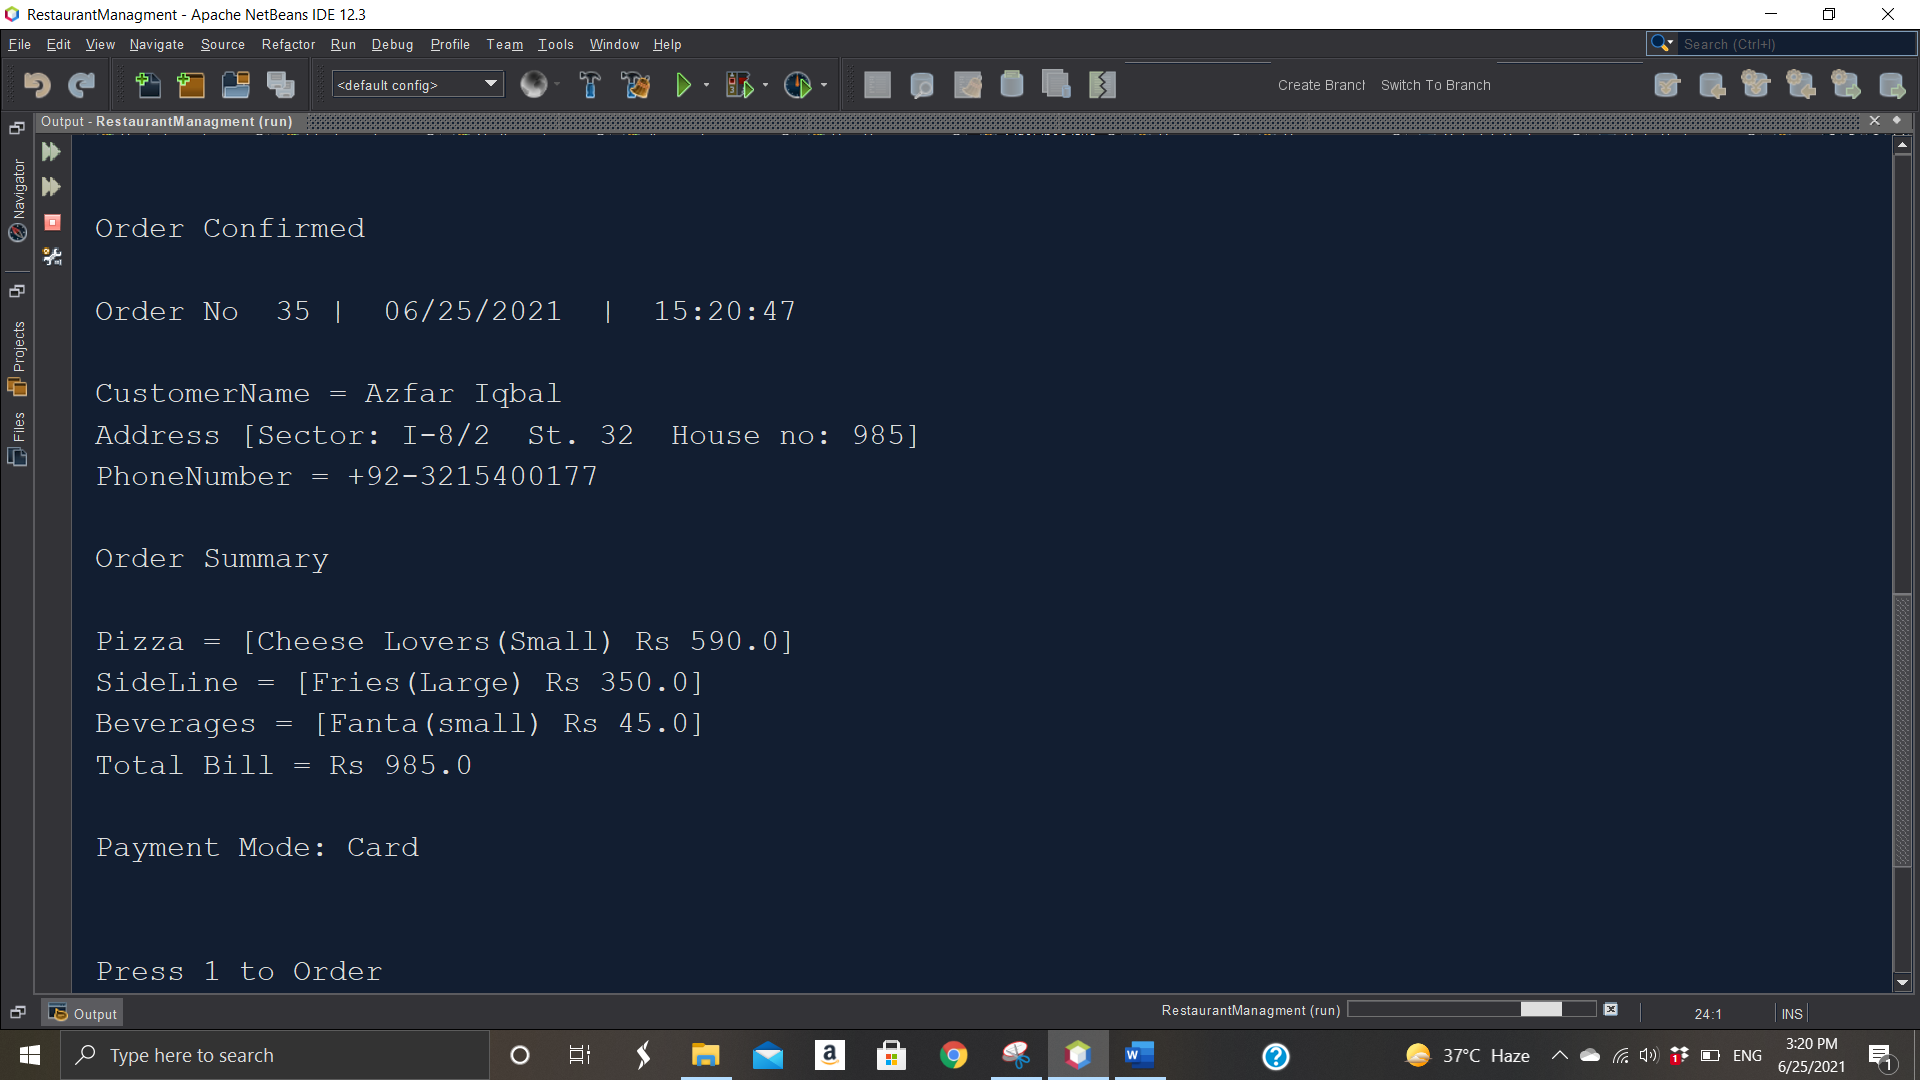 RestaurantManagment - Apache NetBeans IDE 12.3
File Edit View Navigate Source Refactor Run Debug Profile Team Tools Window Help
Search (Ctrl+I)
<default config>
Create Branch Switch To Branch
Output - RestaurantManagment (run)
Navigator
Projects
Files
Order Confirmed
Order No 35 | 06/25/2021 | 15:20:47
CustomerName = Azfar Iqbal
Address [Sector: I-8/2 St. 32 House no: 985]
PhoneNumber = +92-3215400177
Order Summary
Pizza = [Cheese Lovers(Small) Rs 590.0]
SideLine = [Fries(Large) Rs 350.0]
Beverages = [Fanta(small) Rs 45.0]
Total Bill = Rs 985.0
Payment Mode: Card
Press 1 to Order
Output
RestaurantManagment (run)
24:1
INS
Type here to search
37°C Haze
ENG
3:20 PM
6/25/2021
1